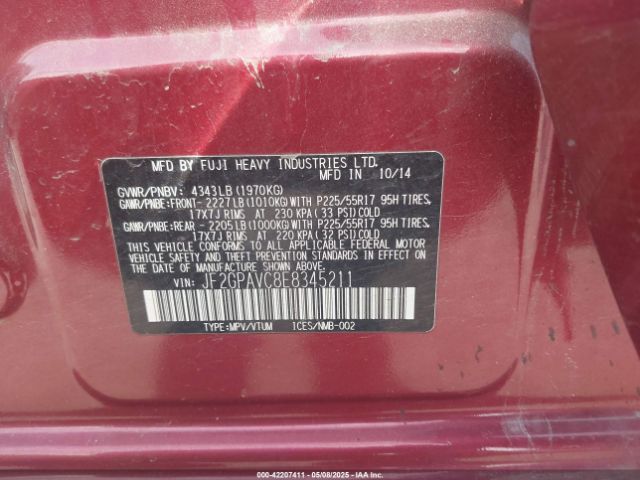 MFD BY FUJI HEAVY INDUSTRIES LTD.
MFD IN 10/14
GVWR/PNBV: 4343LB (1970KG)
GAWR/PNBE:FRONT- 2227LB (1010KG) WITH P225/55R17 95H TIRES,
17X7J RIMS AT 230 KPA (33 PSI) COLD
GAWR/PNBE:REAR -2205LB (1000KG) WITH P225/55R17 95H TIRES,
17X7J RIMS AT 220 KPA (32 PSI) COLD
THIS VEHICLE CONFORMS TO ALL APPLICABLE FEDERAL MOTOR
VEHICLE SAFETY AND THEFT PREVENTION STANDARDS IN EFFECT ON
THE DATE OF MANUFACTURE SHOWN ABOVE.
VIN: JF2GPAVC8E8345211
TYPE:MPV/VTUM ICES/NMB-002
000-42207411 - 05/08/2025 - IAA Inc.